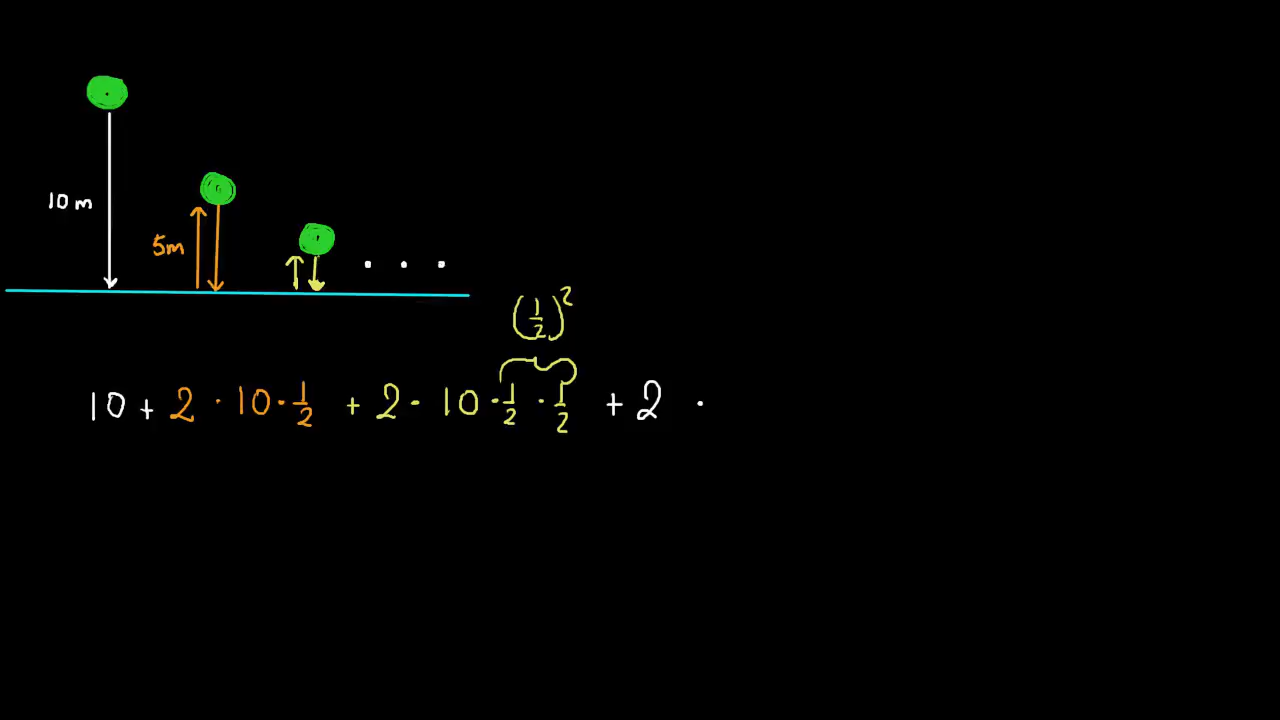 10 m
5m
(1/2)^2
10 + 2 · 10 · 1/2 + 2 · 10 · 1/2 · 1/2 + 2 ·